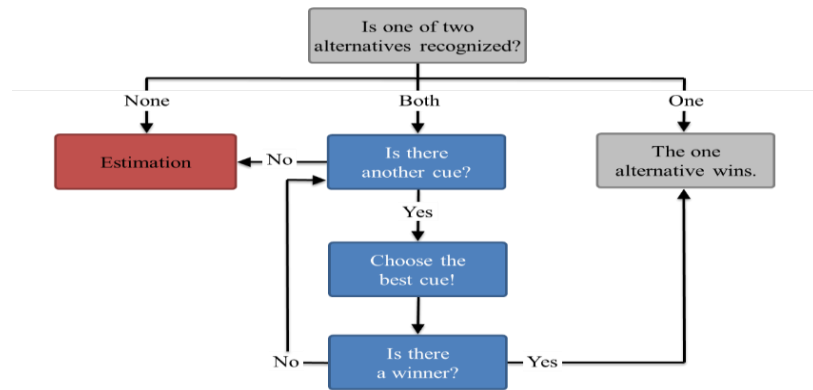 Is one of two
alternatives recognized?
None
Both
One
Estimation
No
Is there
another cue?
The one
alternative wins.
Yes
Choose the
best cue!
No
Is there
a winner?
Yes